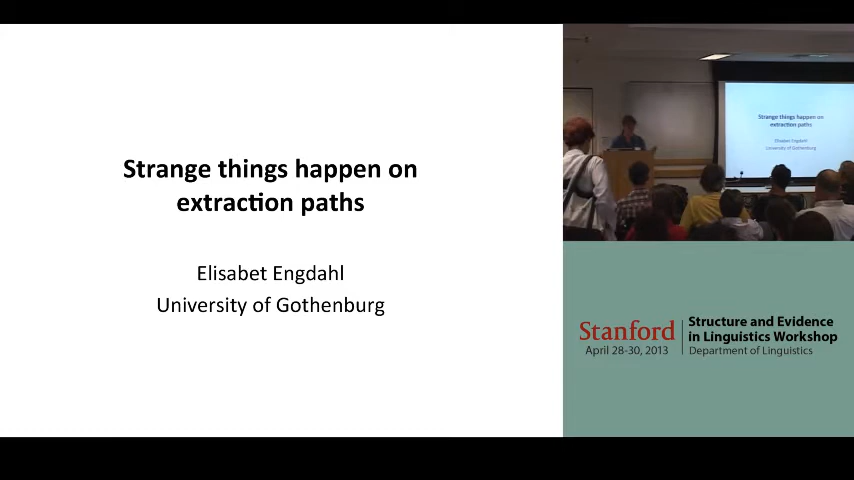 Strange things happen on
extraction paths
Elisabet Engdahl
University of Gothenburg
Strange things happen on
extraction paths
Elisabet Engdahl
University of Gothenburg
Stanford
April 28-30, 2013
Structure and Evidence
in Linguistics Workshop
Department of Linguistics